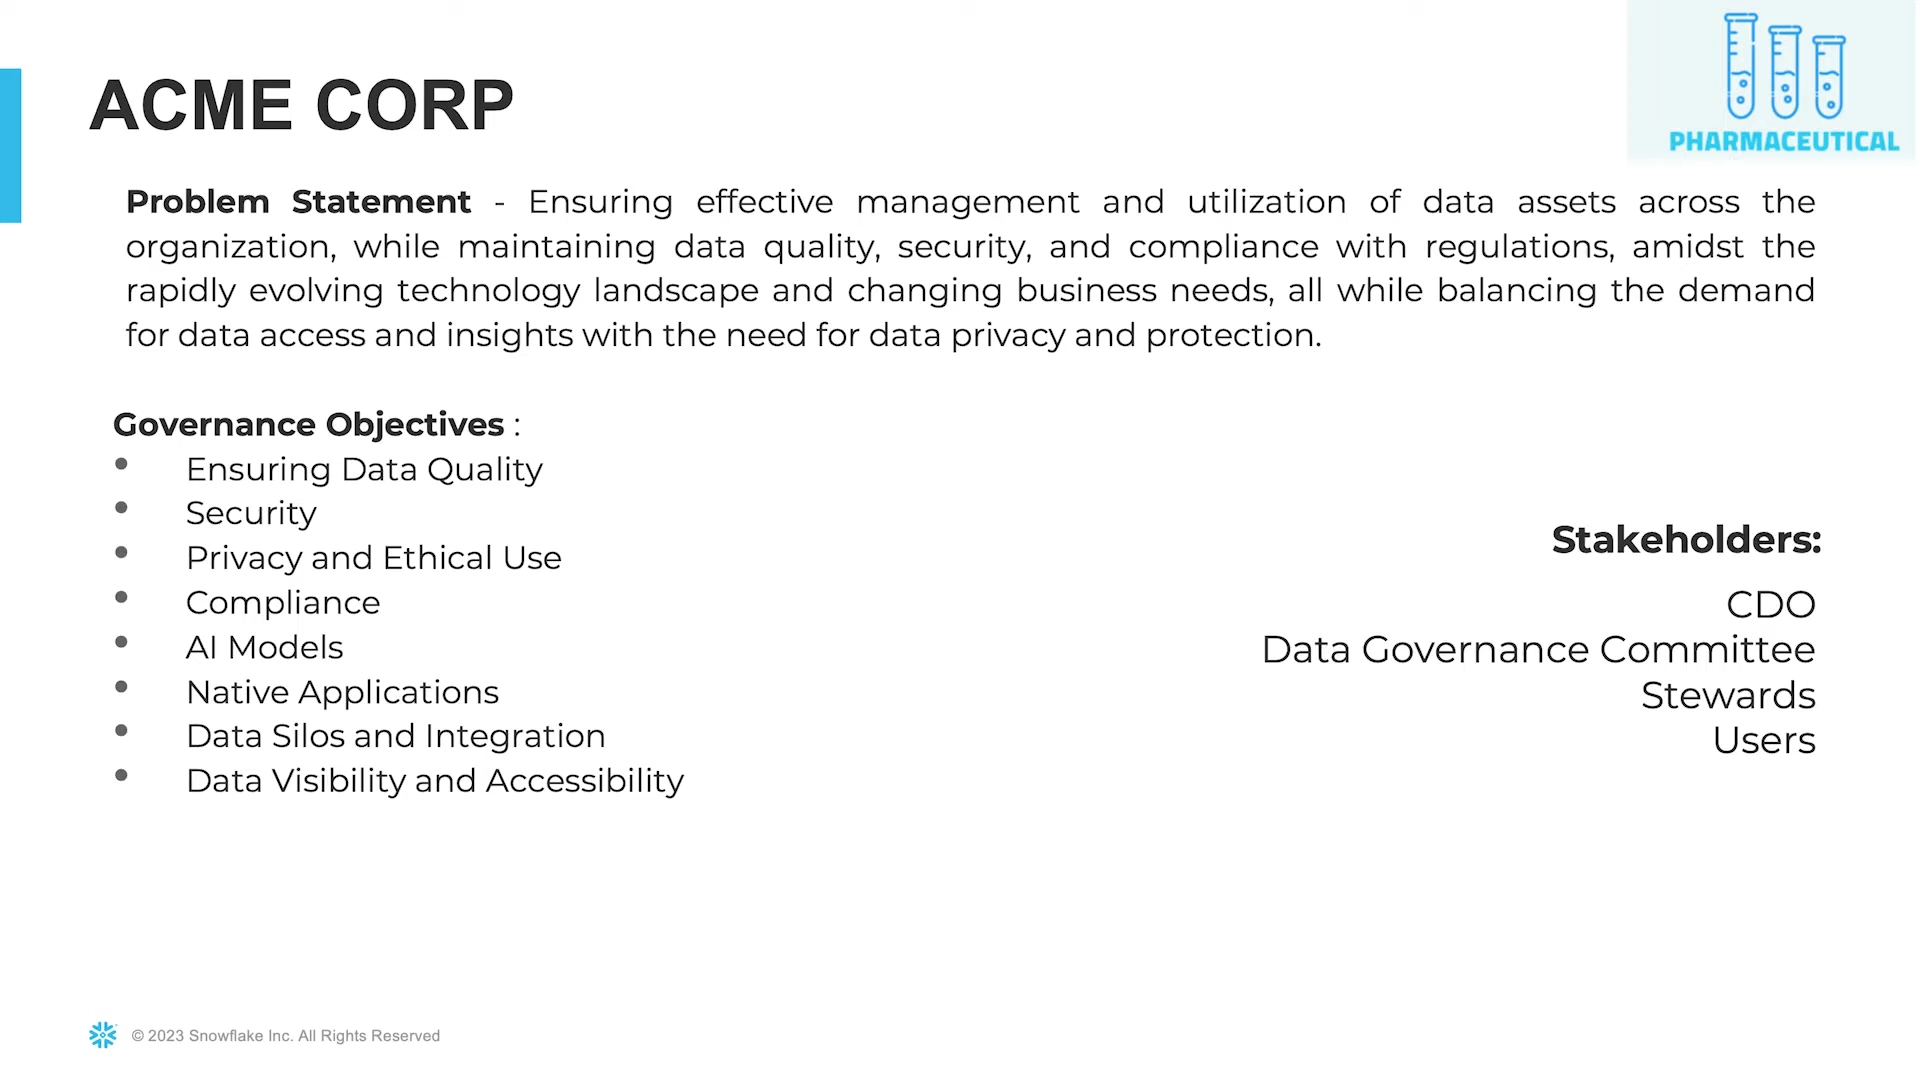 ACME CORP
PHARMACEUTICAL
Problem Statement - Ensuring effective management and utilization of data assets across the
organization, while maintaining data quality, security, and compliance with regulations, amidst the
rapidly evolving technology landscape and changing business needs, all while balancing the demand
for data access and insights with the need for data privacy and protection.
Governance Objectives :
• Ensuring Data Quality
• Security
• Privacy and Ethical Use
• Compliance
• AI Models
• Native Applications
• Data Silos and Integration
• Data Visibility and Accessibility
Stakeholders:
CDO
Data Governance Committee
Stewards
Users
© 2023 Snowflake Inc. All Rights Reserved